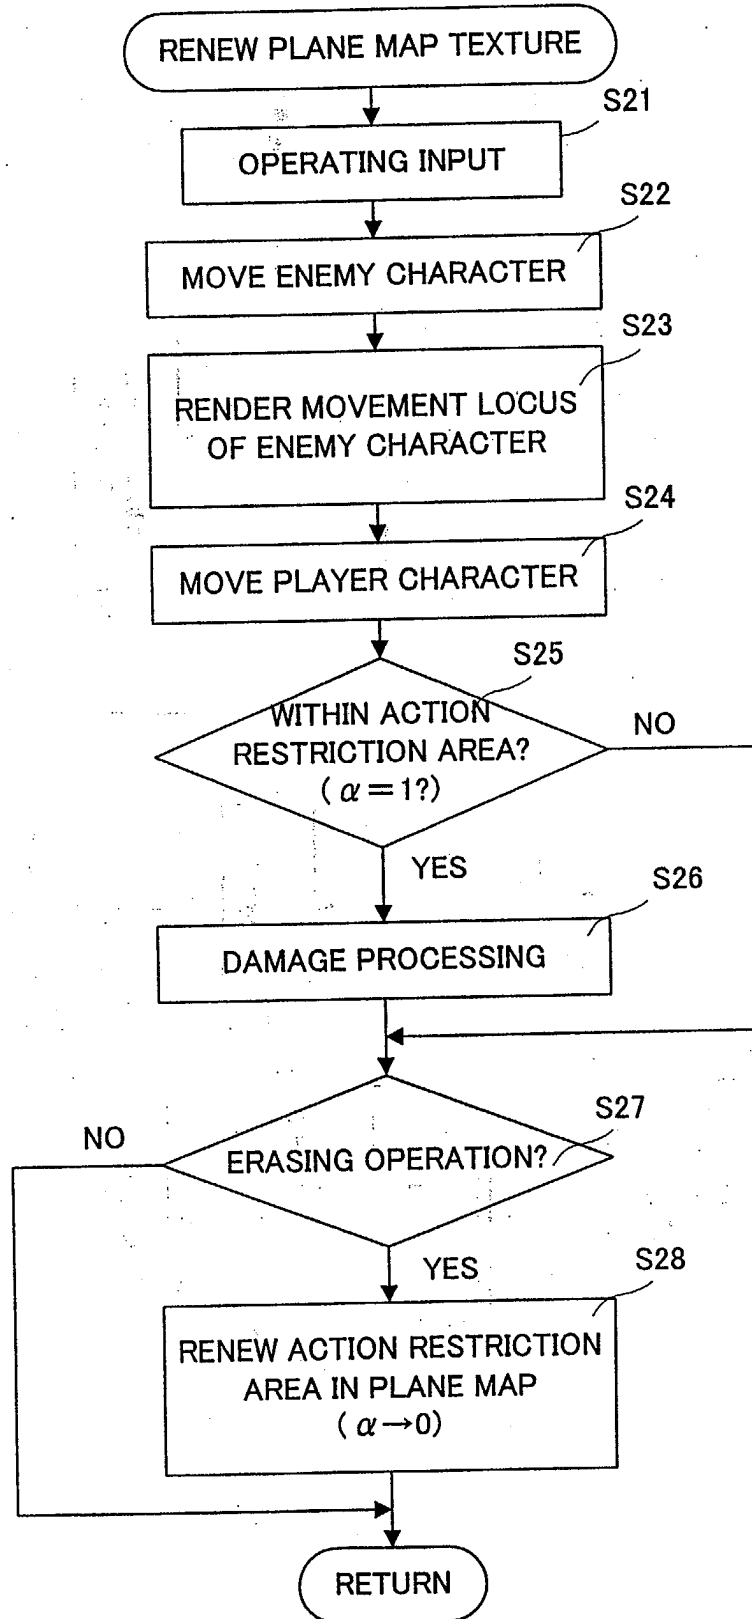 RENEW PLANE MAP TEXTURE
S21
OPERATING INPUT
S22
MOVE ENEMY CHARACTER
S23
RENDER MOVEMENT LOCUS
OF ENEMY CHARACTER
S24
MOVE PLAYER CHARACTER
S25
WITHIN ACTION
RESTRICTION AREA?
(α=1?)
NO
YES
S26
DAMAGE PROCESSING
S27
NO
ERASING OPERATION?
YES
S28
RENEW ACTION RESTRICTION
AREA IN PLANE MAP
(α→0)
RETURN